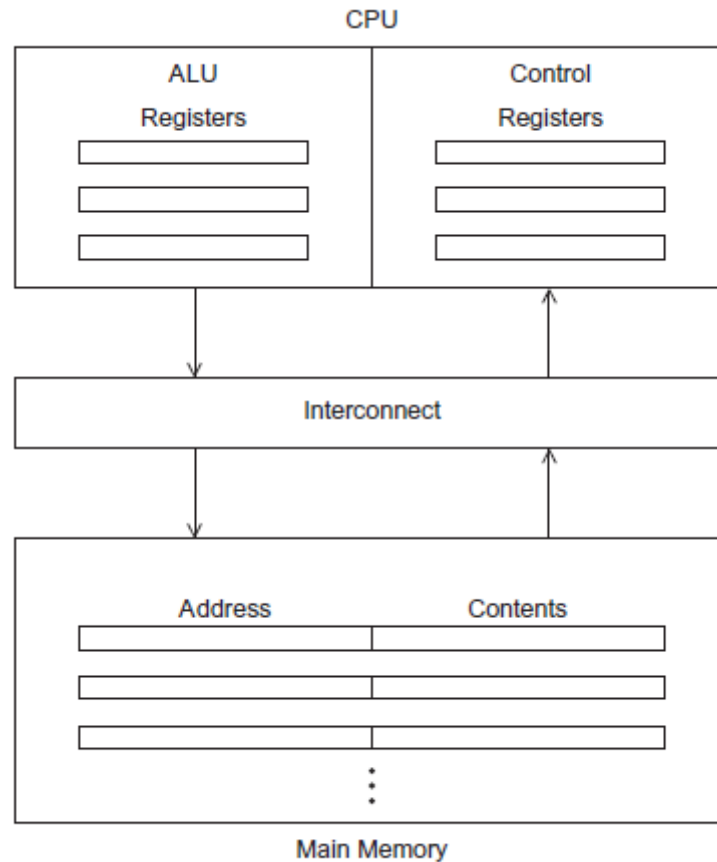 CPU
ALU
Control
Registers
Registers
Interconnect
Address
Contents
Main Memory